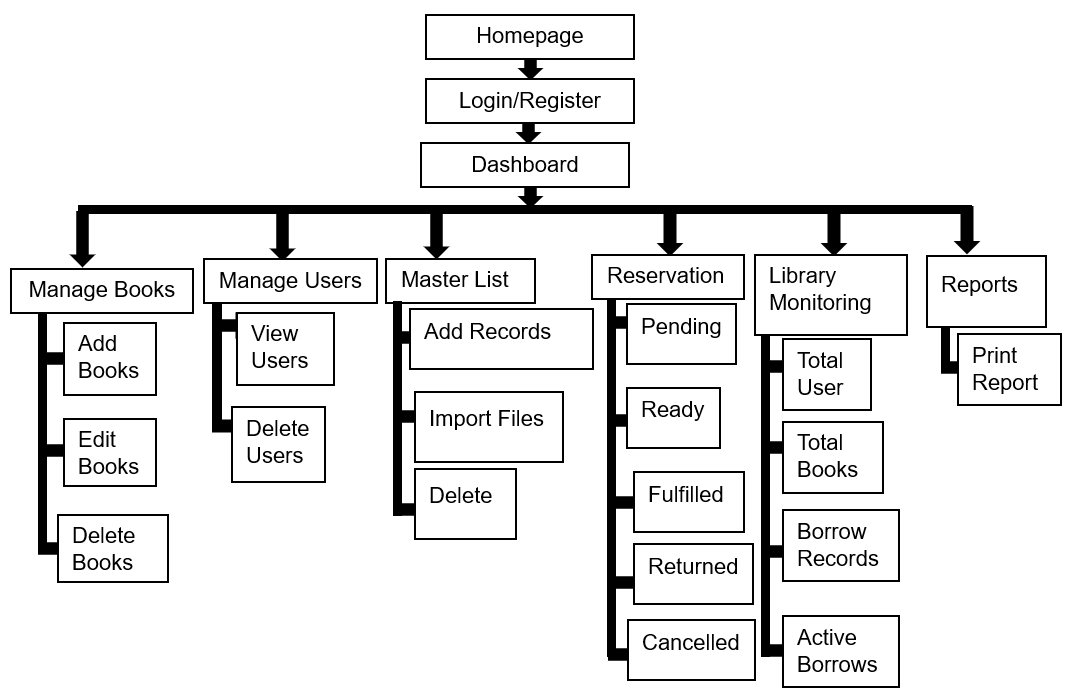 Homepage
Login/Register
Dashboard
Manage Books
Add
Books
Edit
Books
Delete
Books
Manage Users
View
Users
Delete
Users
Master List
Add Records
Import Files
Delete
Reservation
Pending
Ready
Fulfilled
Returned
Cancelled
Library
Monitoring
Total
User
Total
Books
Borrow
Records
Active
Borrows
Reports
Print
Report